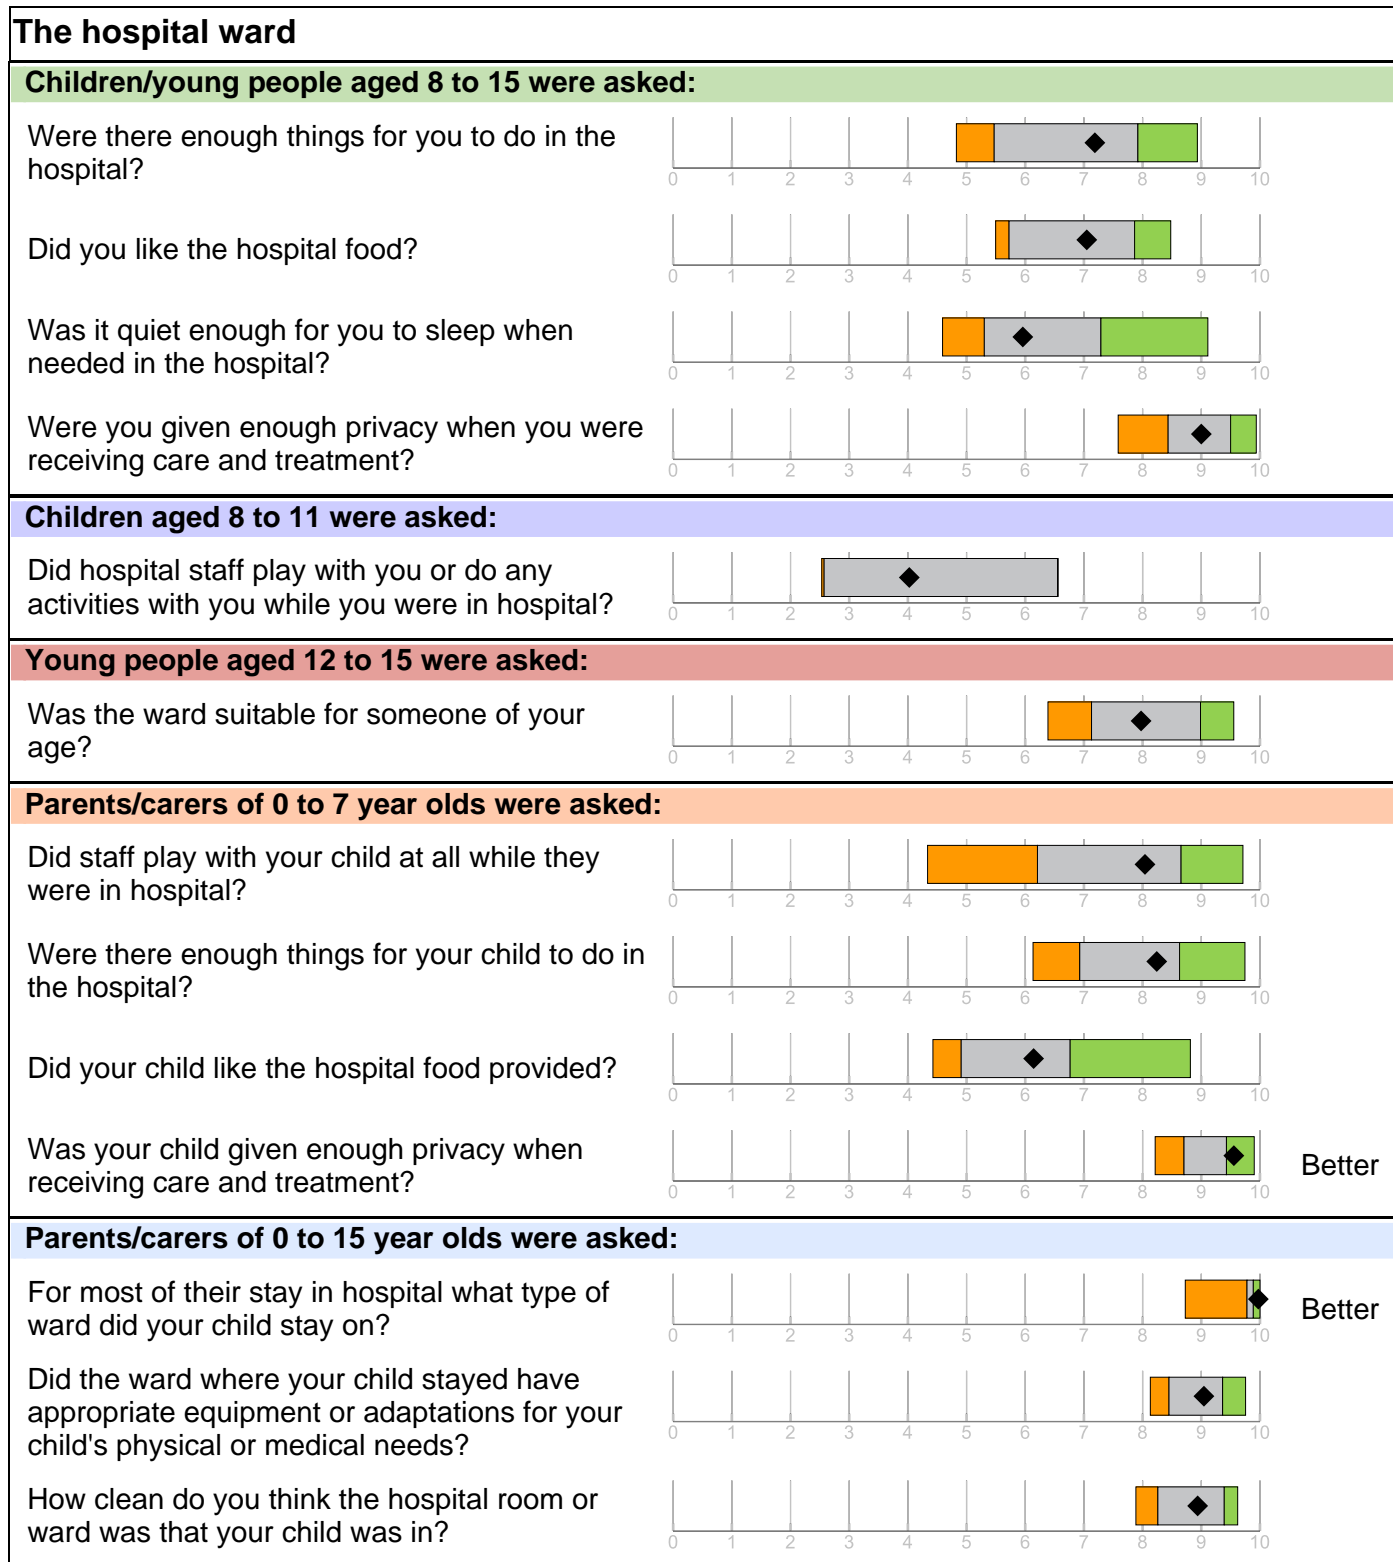 The hospital ward
Children/young people aged 8 to 15 were asked:
Were there enough things for you to do in the
hospital?
0 1 2 3 4 5 6 7 8 9 10
Did you like the hospital food?
0 1 2 3 4 5 6 7 8 9 10
Was it quiet enough for you to sleep when
needed in the hospital?
0 1 2 3 4 5 6 7 8 9 10
Were you given enough privacy when you were
receiving care and treatment?
0 1 2 3 4 5 6 7 8 9 10
Children aged 8 to 11 were asked:
Did hospital staff play with you or do any
activities with you while you were in hospital?
0 1 2 3 4 5 6 7 8 9 10
Young people aged 12 to 15 were asked:
Was the ward suitable for someone of your
age?
0 1 2 3 4 5 6 7 8 9 10
Parents/carers of 0 to 7 year olds were asked:
Did staff play with your child at all while they
were in hospital?
0 1 2 3 4 5 6 7 8 9 10
Were there enough things for your child to do in
the hospital?
0 1 2 3 4 5 6 7 8 9 10
Did your child like the hospital food provided?
0 1 2 3 4 5 6 7 8 9 10
Was your child given enough privacy when
receiving care and treatment?
0 1 2 3 4 5 6 7 8 9 10
Better
Parents/carers of 0 to 15 year olds were asked:
For most of their stay in hospital what type of
ward did your child stay on?
0 1 2 3 4 5 6 7 8 9 10
Better
Did the ward where your child stayed have
appropriate equipment or adaptations for your
child's physical or medical needs?
0 1 2 3 4 5 6 7 8 9 10
How clean do you think the hospital room or
ward was that your child was in?
0 1 2 3 4 5 6 7 8 9 10